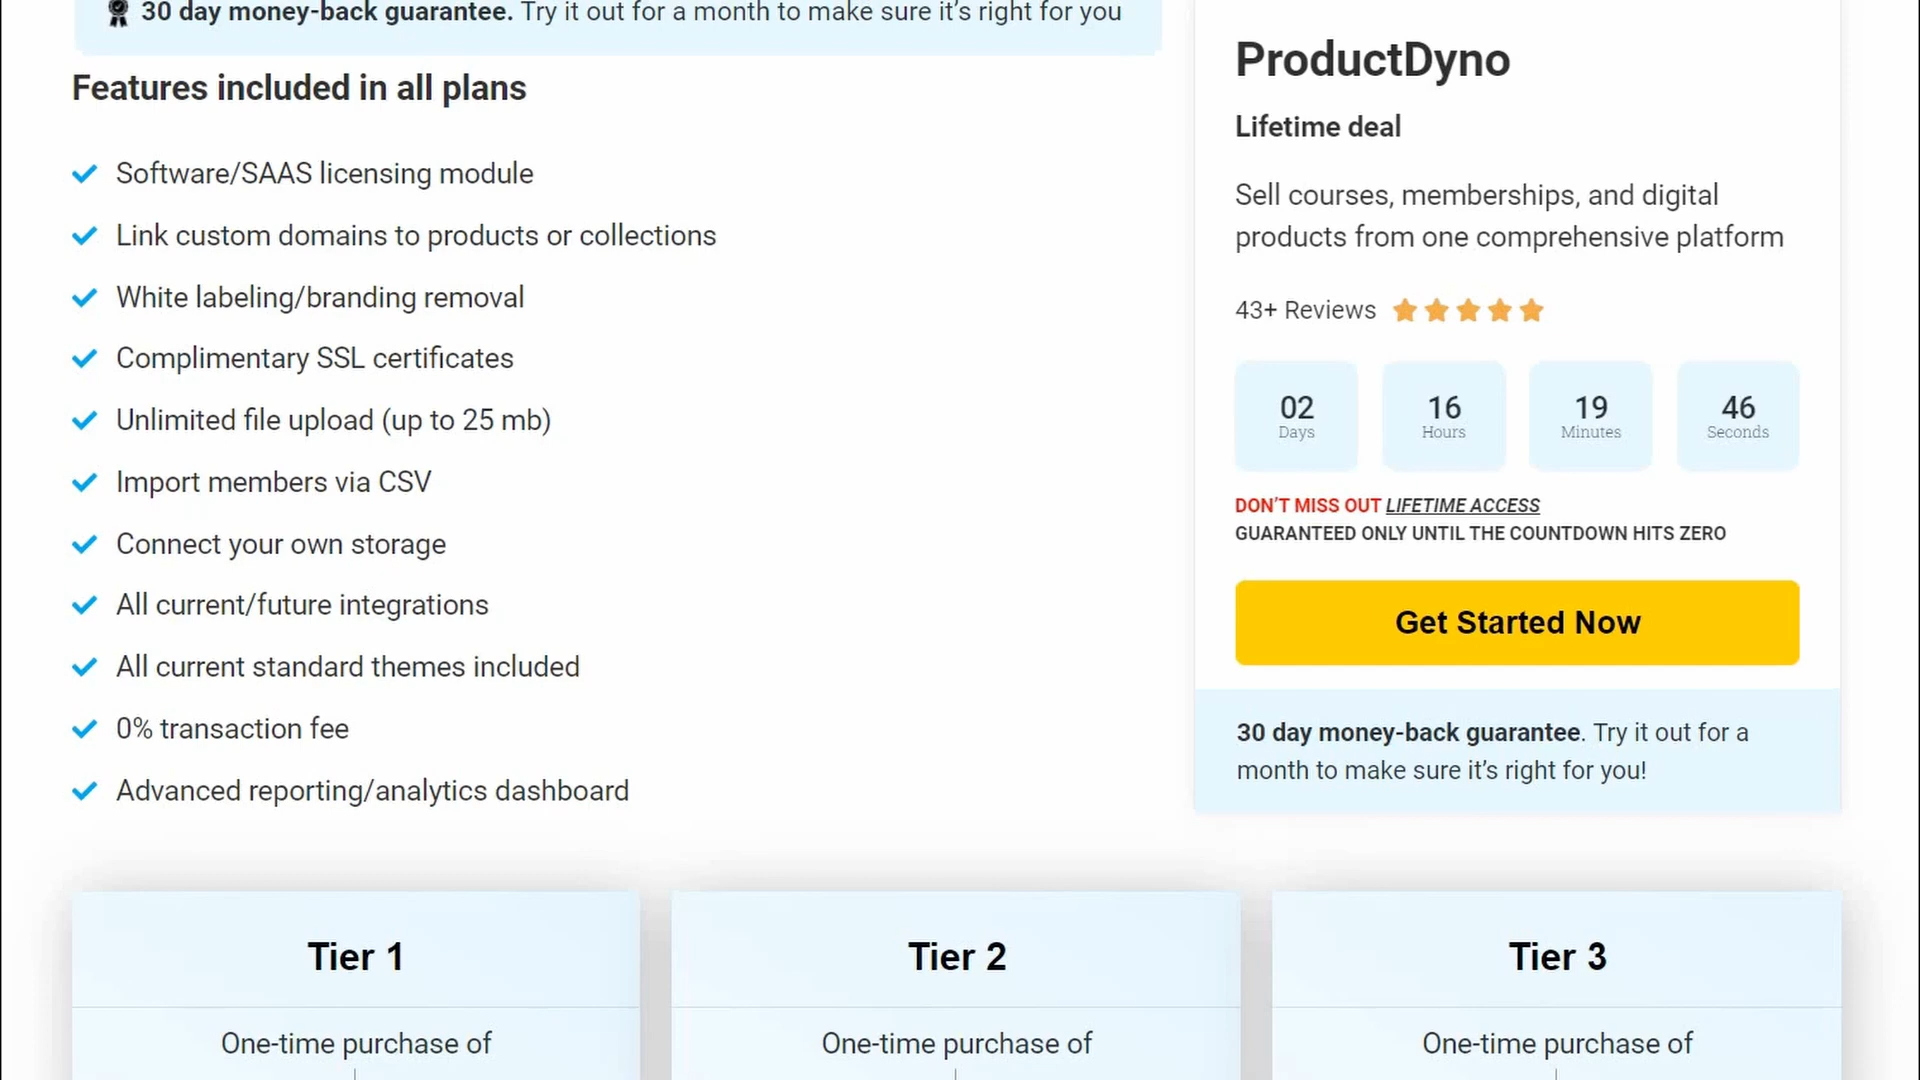 30 day money-back guarantee. Try it out for a month to make sure it’s right for you
Features included in all plans
Software/SAAS licensing module
Link custom domains to products or collections
White labeling/branding removal
Complimentary SSL certificates
Unlimited file upload (up to 25 mb)
Import members via CSV
Connect your own storage
All current/future integrations
All current standard themes included
0% transaction fee
Advanced reporting/analytics dashboard
ProductDyno
Lifetime deal
Sell courses, memberships, and digital
products from one comprehensive platform
43+ Reviews
02 16 19 46
Days Hours Minutes Seconds
DON’T MISS OUT LIFETIME ACCESS
GUARANTEED ONLY UNTIL THE COUNTDOWN HITS ZERO
Get Started Now
30 day money-back guarantee. Try it out for a
month to make sure it’s right for you!
Tier 1
One-time purchase of
Tier 2
One-time purchase of
Tier 3
One-time purchase of